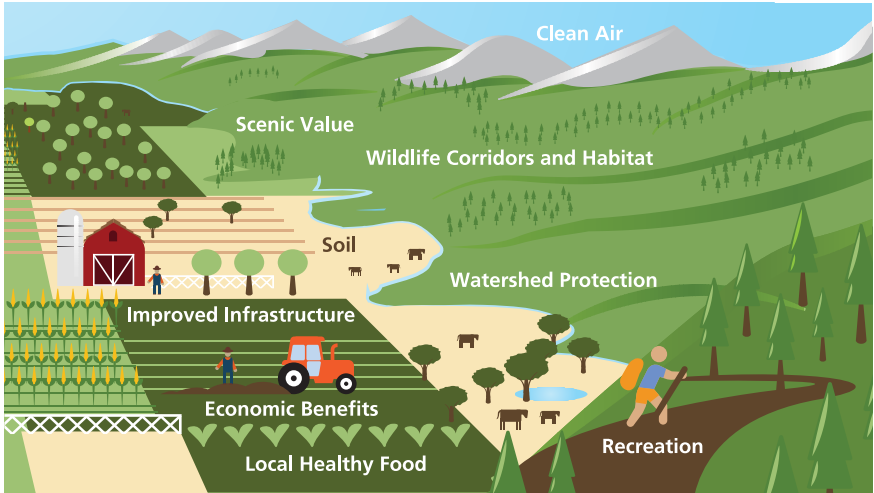 Clean Air
Scenic Value
Wildlife Corridors and Habitat
Soil
Watershed Protection
Improved Infrastructure
Economic Benefits
Recreation
Local Healthy Food